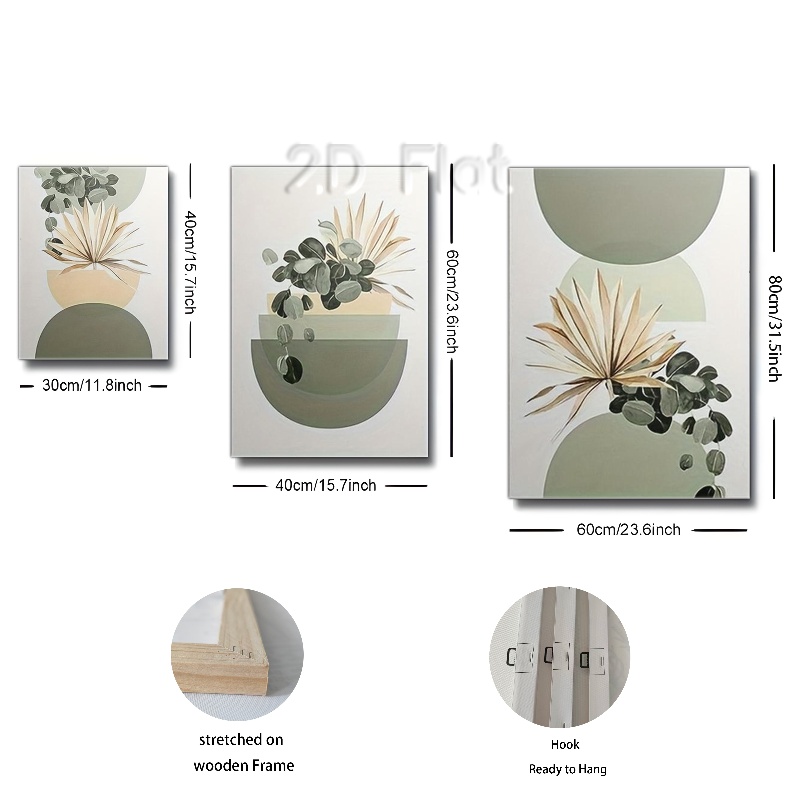 2D Flat
40cm/15.7inch
30cm/11.8inch
60cm/23.6inch
40cm/15.7inch
80cm/31.5inch
60cm/23.6inch
stretched on
wooden Frame
Hook
Ready to Hang